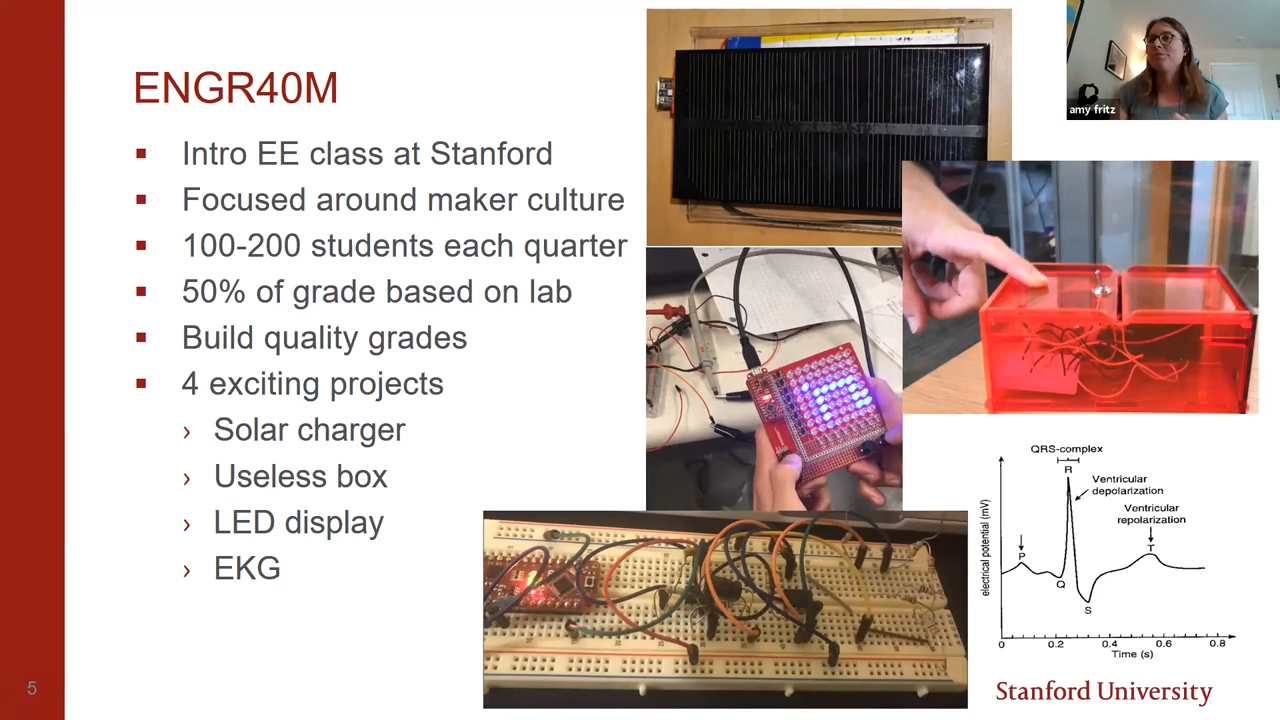 ENGR40M
Intro EE class at Stanford
Focused around maker culture
100-200 students each quarter
50% of grade based on lab
Build quality grades
4 exciting projects
Solar charger
Useless box
LED display
EKG
5
amy fritz
QRS-complex
R
Ventricular
depolarization
Ventricular
repolarization
P
T
Q
S
electrical potential (mV)
0 0.2 0.4 0.6 0.8
Time (s)
Stanford University